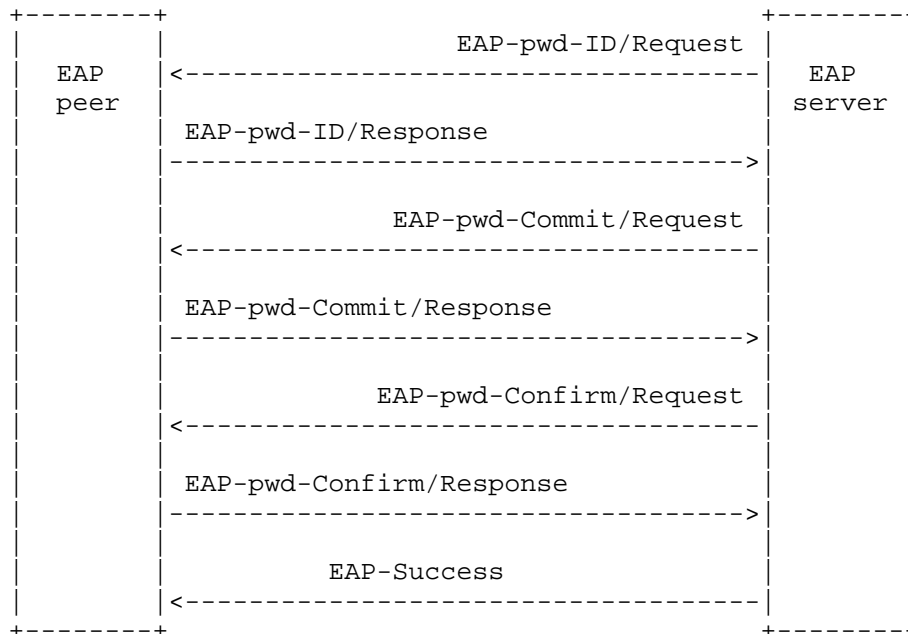 EAP-pwd-ID/Request
EAP EAP
peer server
EAP-pwd-ID/Response
EAP-pwd-Commit/Request
EAP-pwd-Commit/Response
EAP-pwd-Confirm/Request
EAP-pwd-Confirm/Response
EAP-Success